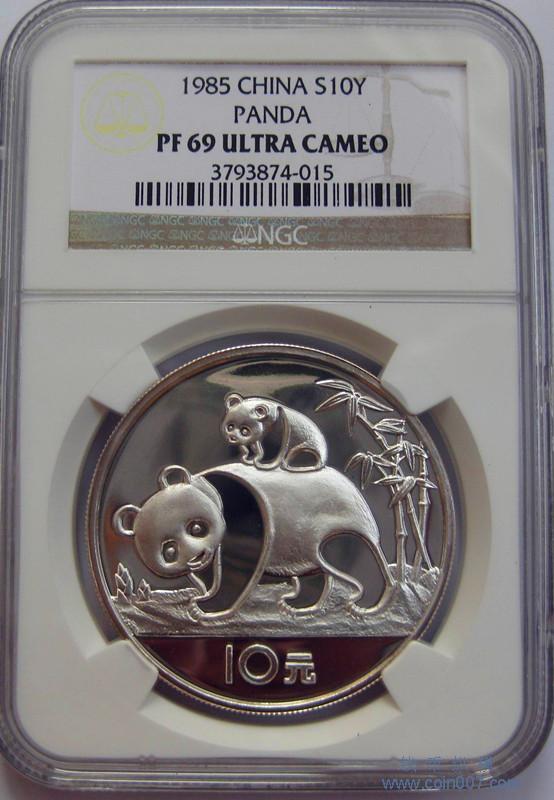 1985 CHINA S10Y
PANDA
PF 69 ULTRA CAMEO
3793874-015
NGC
10元
www.coin007.com